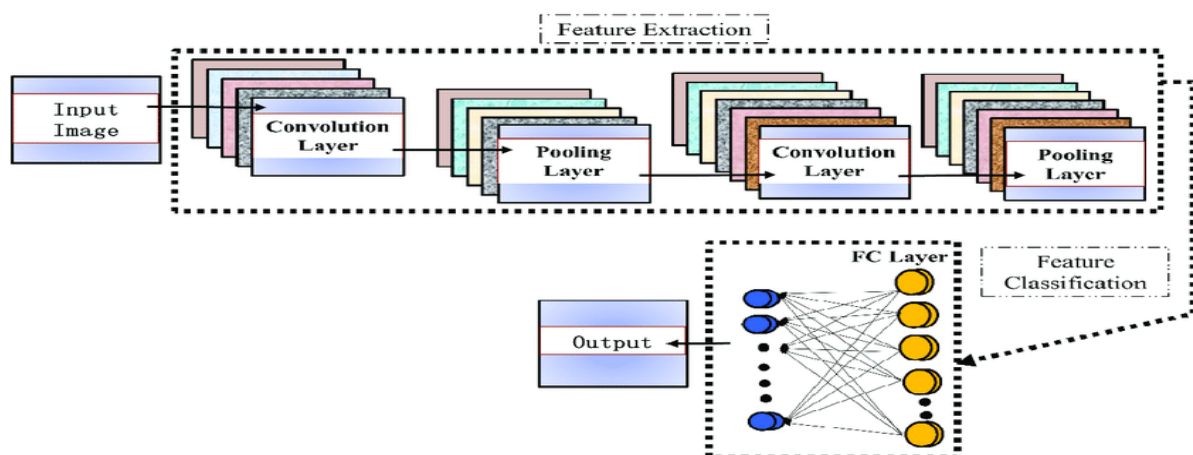 Feature Extraction
Input
Image
Convolution
Layer
Pooling
Layer
Convolution
Layer
Pooling
Layer
FC Layer
Feature
Classification
Output